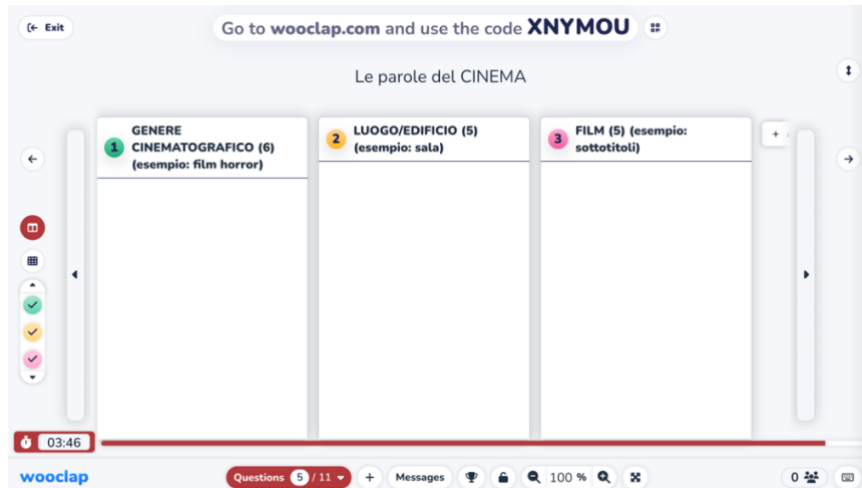 Exit
Go to wooclap.com and use the code XNYMOU
Le parole del CINEMA
1
GENERE
CINEMATOGRAFICO (6)
(esempio: film horror)
2
LUOGO/EDIFICIO (5)
(esempio: sala)
3
FILM (5) (esempio:
sottotitoli)
+
03:46
wooclap
Questions 5 / 11
+
Messages
100 %
0